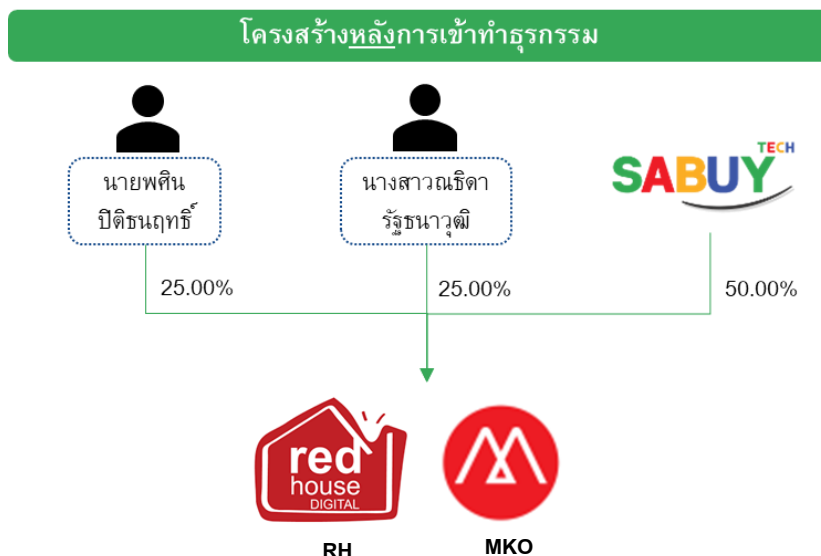 โครงสร้างหลังการเข้าทำธุรกรรม
นายพศิน
ปิติธนฤทธิ์
นางสาวณธิดา
รัฐธนาวุฒิ
SABUY
TECH
25.00%
25.00%
50.00%
red
house
DIGITAL
RH
MKO